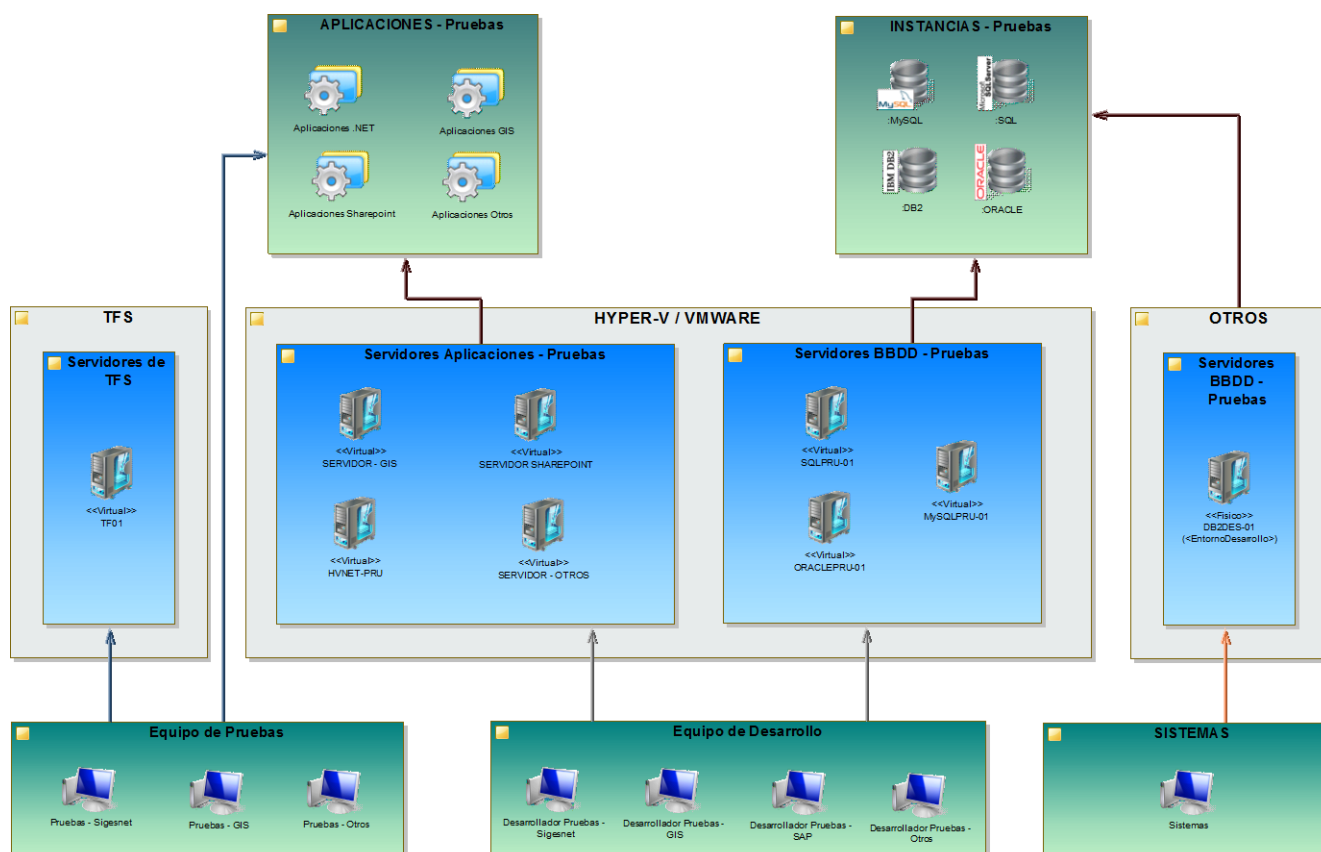 APLICACIONES - Pruebas
Aplicaciones .NET
Aplicaciones GIS
Aplicaciones Sharepoint
Aplicaciones Otros
INSTANCIAS - Pruebas
MySQL
:MySQL
Microsoft
SQL Server
:SQL
IBM DB2
:DB2
ORACLE
:ORACLE
TFS
Servidores de
TFS
<<Virtual>>
TF01
HYPER-V / VMWARE
Servidores Aplicaciones - Pruebas
<<Virtual>>
SERVIDOR - GIS
<<Virtual>>
SERVIDOR SHAREPOINT
<<Virtual>>
HVNET-PRU
<<Virtual>>
SERVIDOR - OTROS
Servidores BBDD - Pruebas
<<Virtual>>
SQLPRU-01
<<Virtual>>
MySQLPRU-01
<<Virtual>>
ORACLEPRU-01
OTROS
Servidores
BBDD -
Pruebas
<<Fisico>>
DB2DES-01
(<EntornoDesarrollo>)
Equipo de Pruebas
Pruebas - Sigesnet
Pruebas - GIS
Pruebas - Otros
Equipo de Desarrollo
Desarrollador Pruebas -
Sigesnet
Desarrollador Pruebas -
GIS
Desarrollador Pruebas -
SAP
Desarrollador Pruebas -
Otros
SISTEMAS
Sistemas